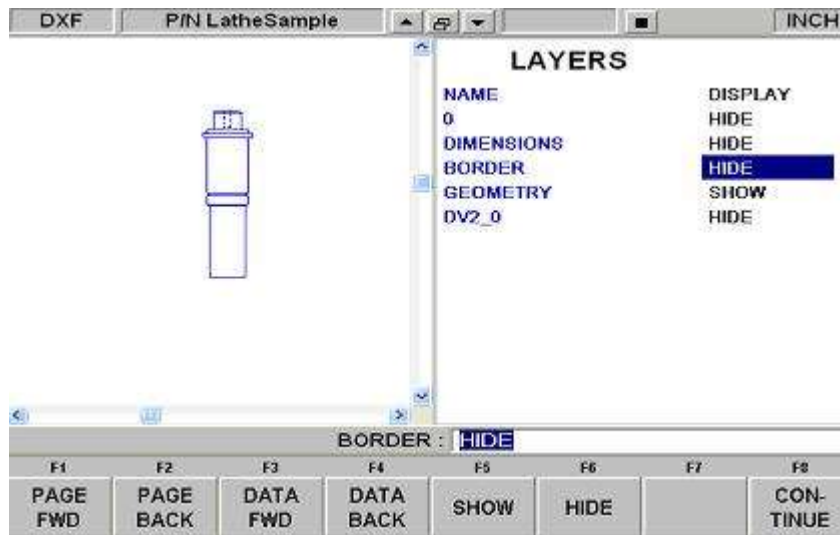 DXF P/N LatheSample INCH
LAYERS
NAME DISPLAY
0 HIDE
DIMENSIONS HIDE
BORDER HIDE
GEOMETRY SHOW
DV2_0 HIDE
BORDER : HIDE
F1 F2 F3 F4 F5 F6 F7 F8
PAGE FWD PAGE BACK DATA FWD DATA BACK SHOW HIDE CON-
TINUE